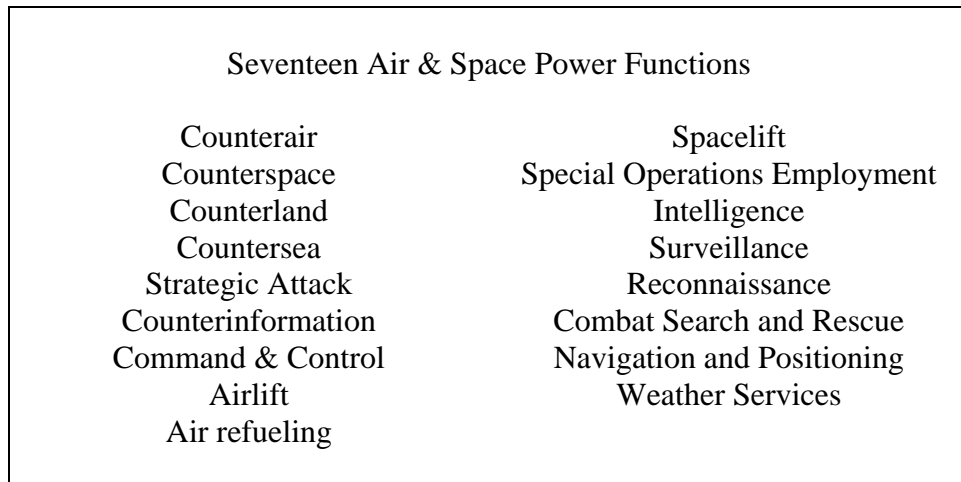 Seventeen Air & Space Power Functions
Counterair
Counterspace
Counterland
Countersea
Strategic Attack
Counterinformation
Command & Control
Airlift
Air refueling
Spacelift
Special Operations Employment
Intelligence
Surveillance
Reconnaissance
Combat Search and Rescue
Navigation and Positioning
Weather Services